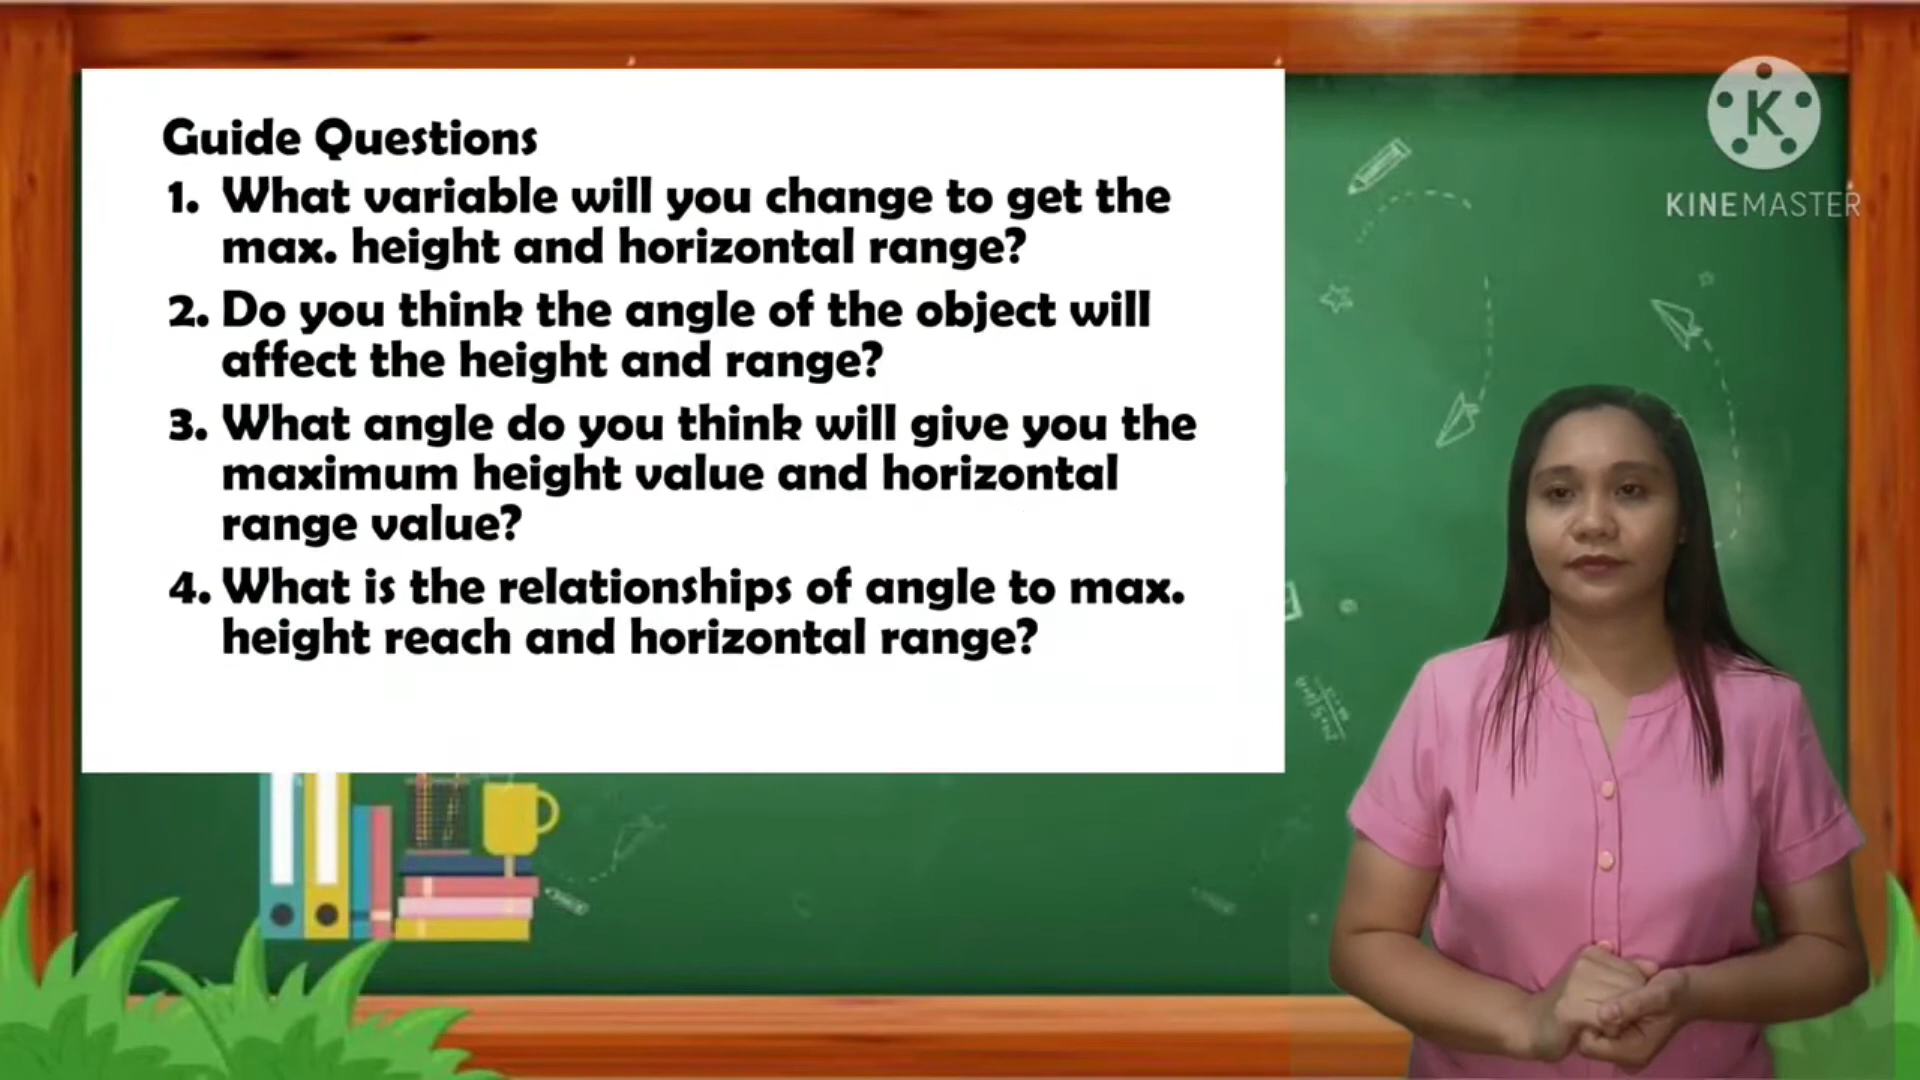 Guide Questions
1. What variable will you change to get the
max. height and horizontal range?
2. Do you think the angle of the object will
affect the height and range?
3. What angle do you think will give you the
maximum height value and horizontal
range value?
4. What is the relationships of angle to max.
height reach and horizontal range?
K
KINEMASTER